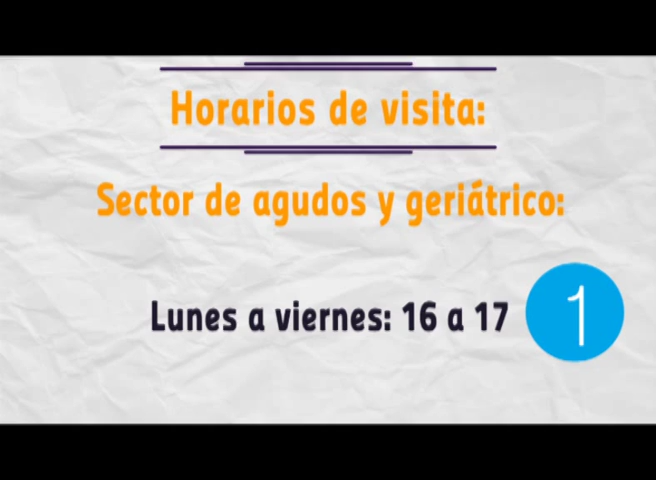 Horarios de visita:
Sector de agudos y geriátrico:
Lunes a viernes: 16 a 17
1